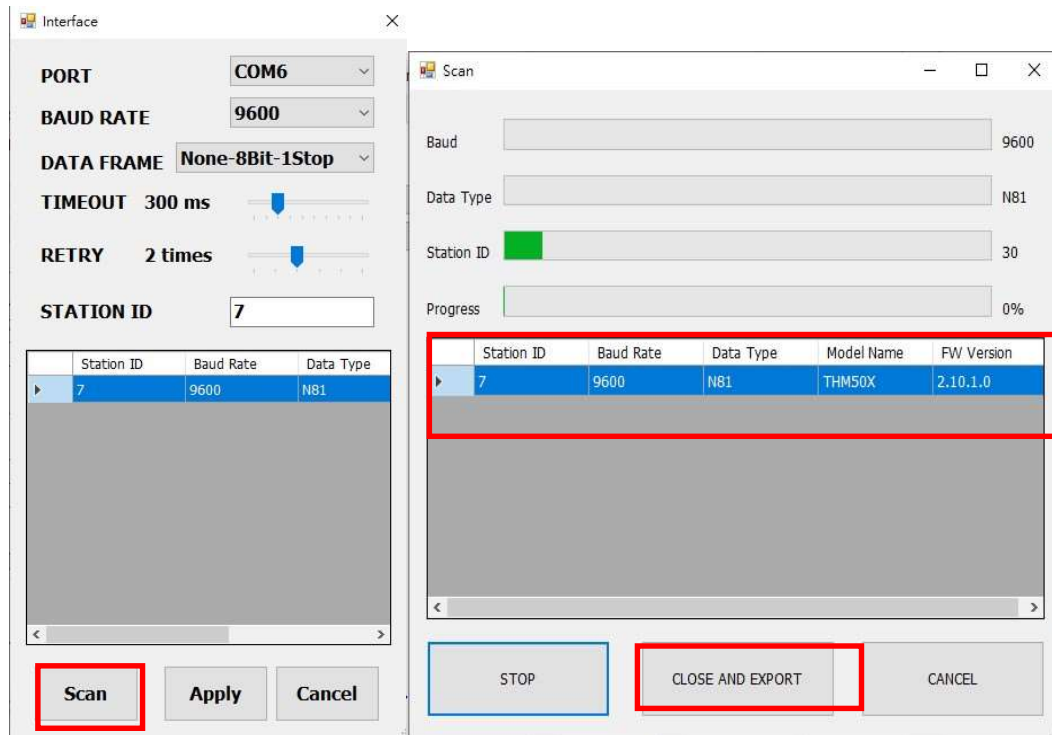 Interface
PORT COM6
BAUD RATE 9600
DATA FRAME None-8Bit-1Stop
TIMEOUT 300 ms
RETRY 2 times
STATION ID 7
Station ID Baud Rate Data Type
7 9600 N81
Scan Apply Cancel
Scan
Baud 9600
Data Type N81
Station ID 30
Progress 0%
Station ID Baud Rate Data Type Model Name FW Version
7 9600 N81 THM50X 2.10.1.0
STOP CLOSE AND EXPORT CANCEL